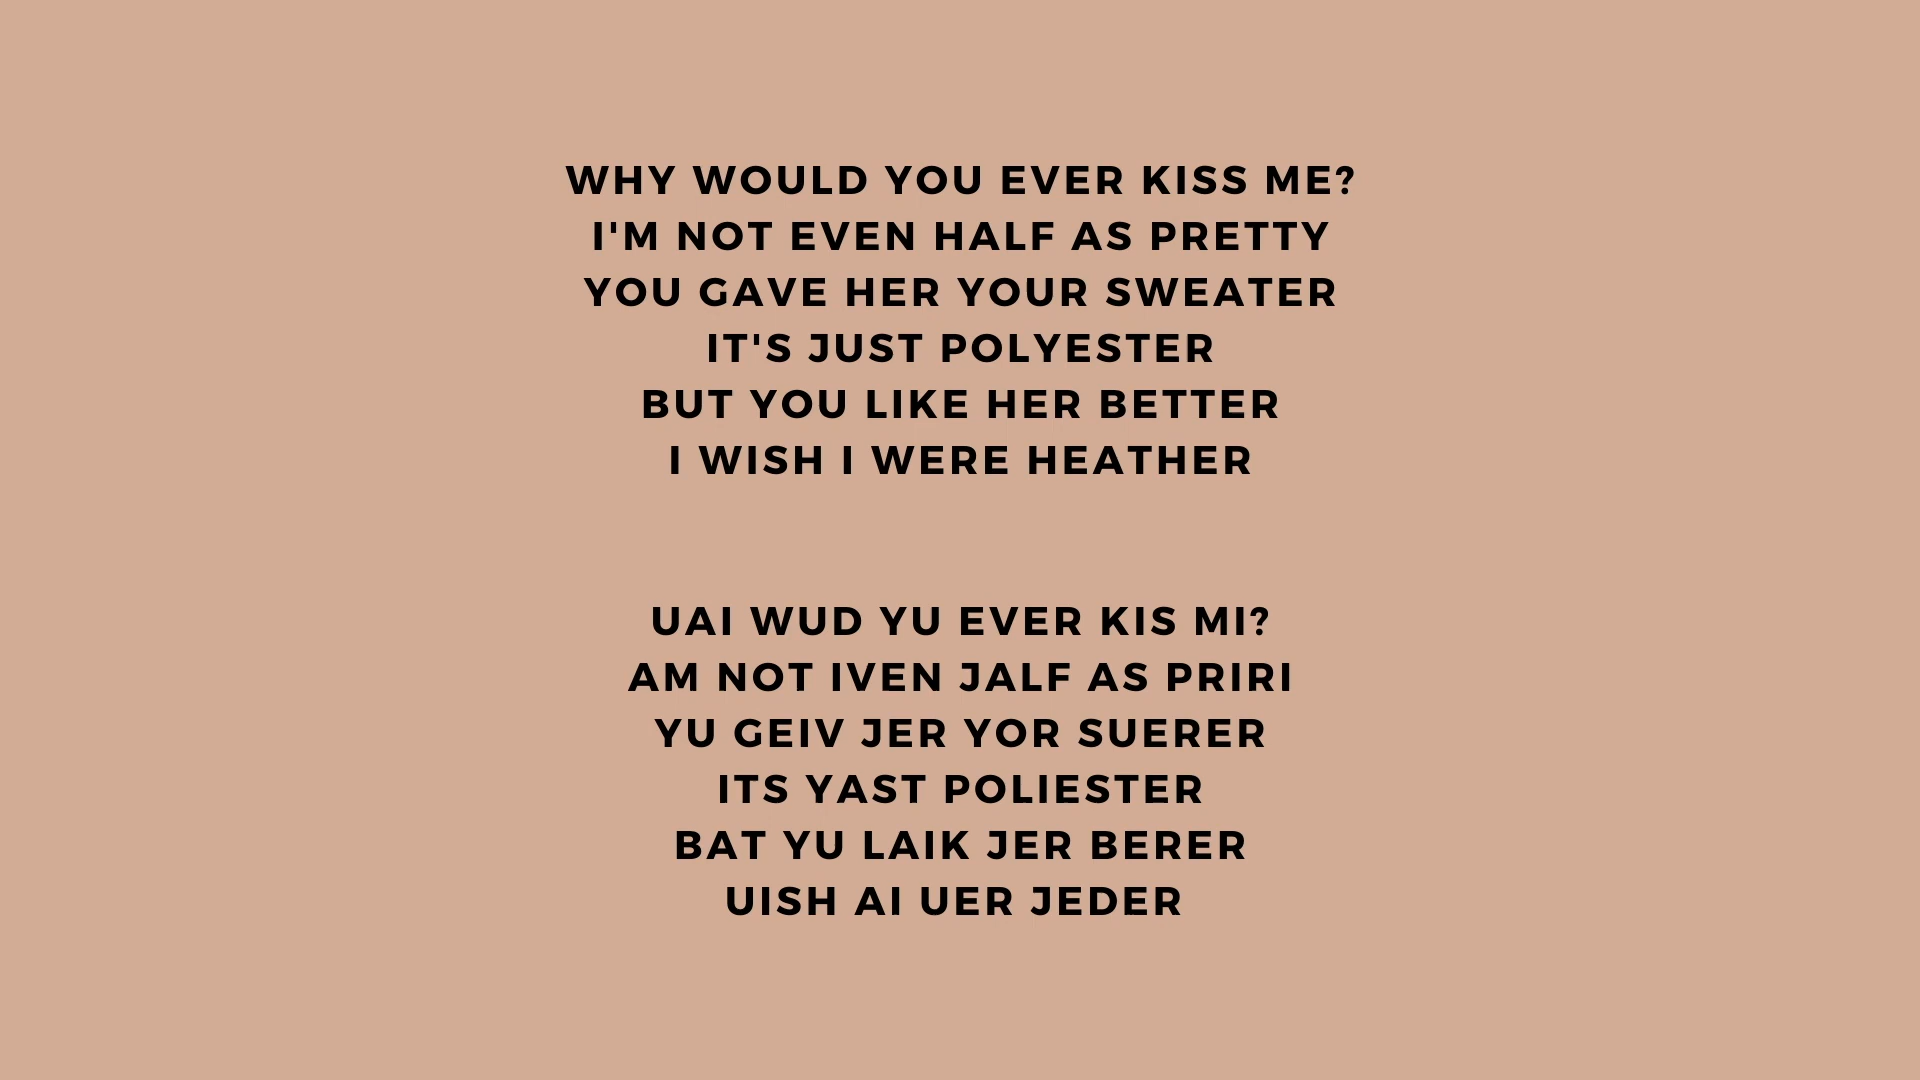 WHY WOULD YOU EVER KISS ME?
I'M NOT EVEN HALF AS PRETTY
YOU GAVE HER YOUR SWEATER
IT'S JUST POLYESTER
BUT YOU LIKE HER BETTER
I WISH I WERE HEATHER
UAI WUD YU EVER KIS MI?
AM NOT IVEN JALF AS PRIRI
YU GEIV JER YOR SUERER
ITS YAST POLIESTER
BAT YU LAIK JER BERER
UISH AI UER JEDER